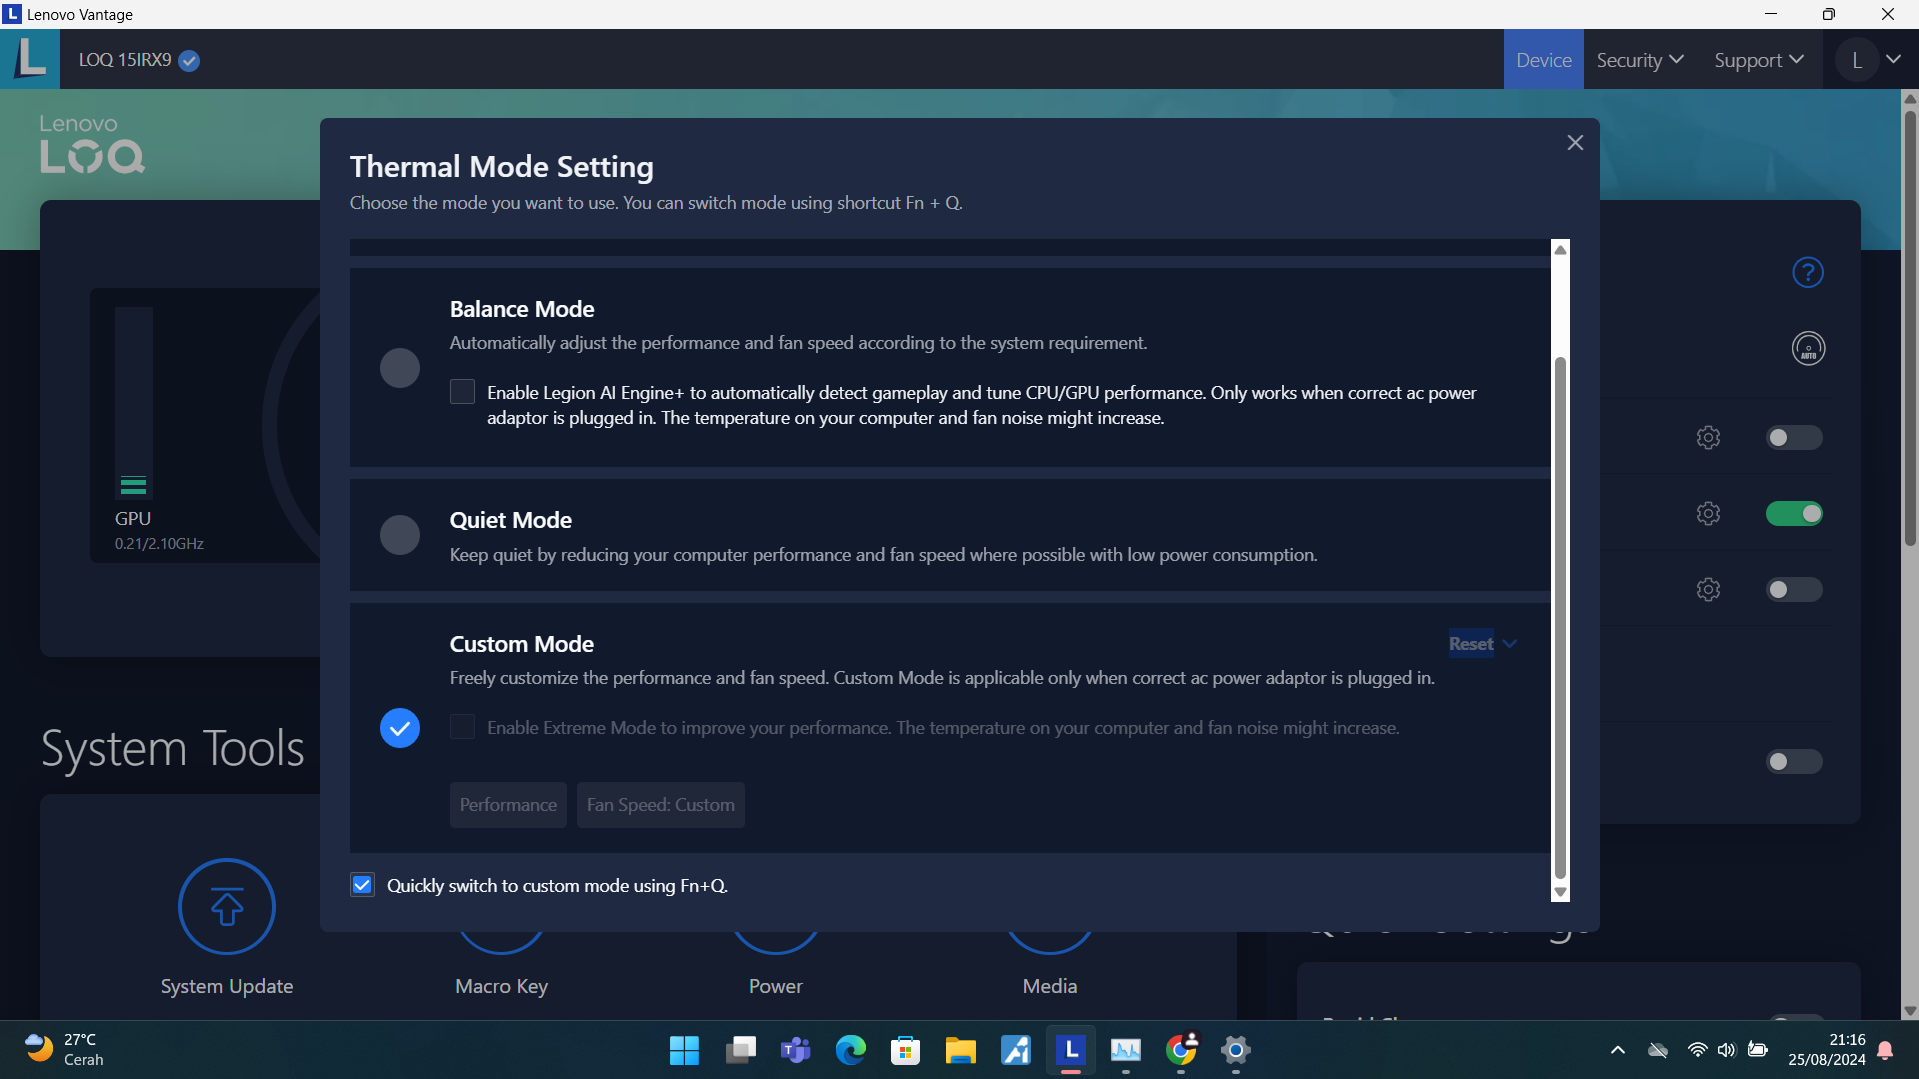 Lenovo Vantage
LOQ 15IRX9
Device
Security
Support
L
Lenovo
LOQ
Thermal Mode Setting
Choose the mode you want to use. You can switch mode using shortcut Fn + Q.
Balance Mode
Automatically adjust the performance and fan speed according to the system requirement.
Enable Legion AI Engine+ to automatically detect gameplay and tune CPU/GPU performance. Only works when correct ac power
adaptor is plugged in. The temperature on your computer and fan noise might increase.
AUTO
GPU
0.21/2.10GHz
Quiet Mode
Keep quiet by reducing your computer performance and fan speed where possible with low power consumption.
Custom Mode
Reset
Freely customize the performance and fan speed. Custom Mode is applicable only when correct ac power adaptor is plugged in.
Enable Extreme Mode to improve your performance. The temperature on your computer and fan noise might increase.
Performance
Fan Speed: Custom
Quickly switch to custom mode using Fn+Q.
System Tools
System Update
Macro Key
Power
Media
27°C
Cerah
21:16
25/08/2024